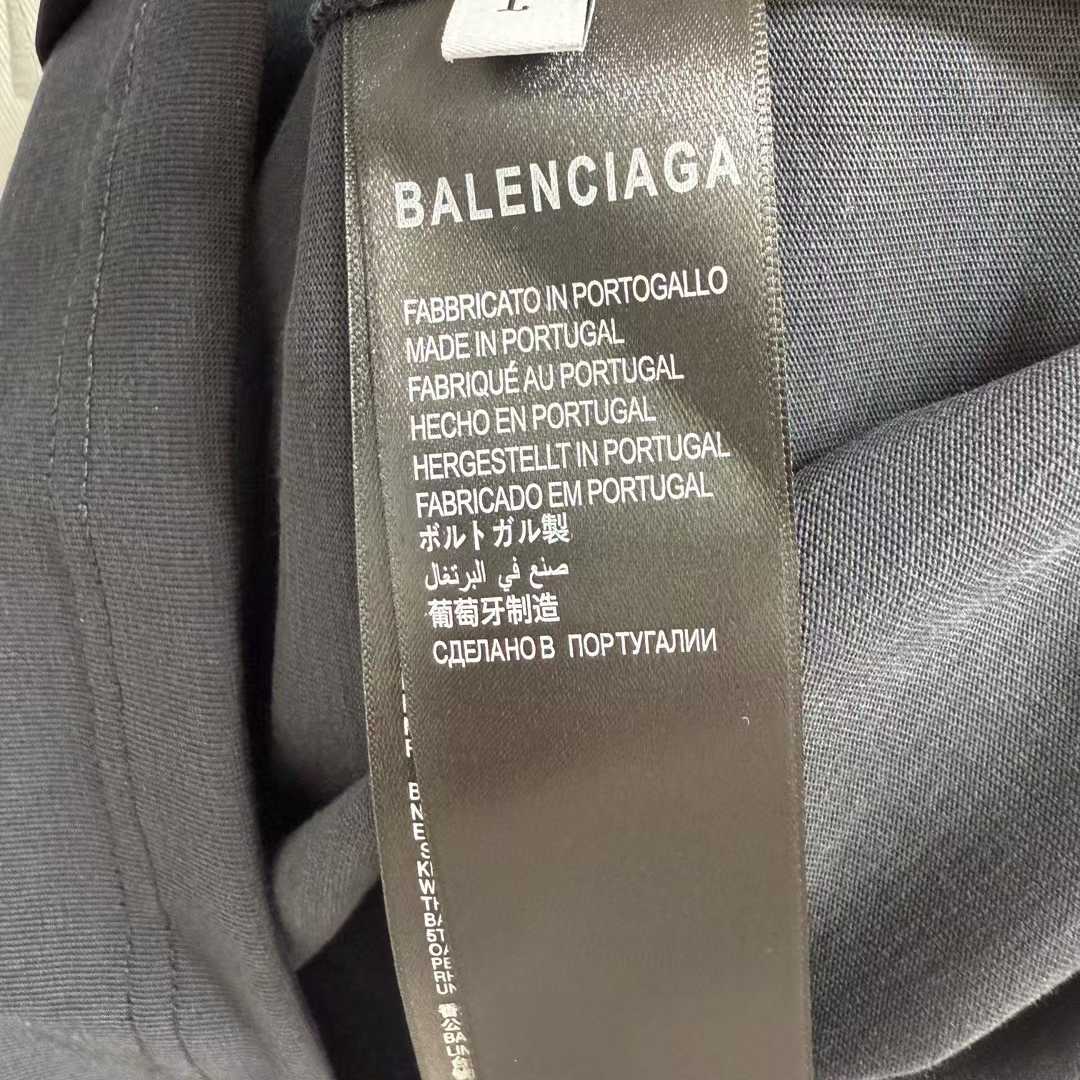 BALENCIAGA
FABBRICATO IN PORTOGALLO
MADE IN PORTUGAL
FABRIQUÉ AU PORTUGAL
HECHO EN PORTUGAL
HERGESTELLT IN PORTUGAL
FABRICADO EM PORTUGAL
ボルトガル製
صنع في البرتغال
葡萄牙制造
СДЕЛАНО В ПОРТУГАЛИИ